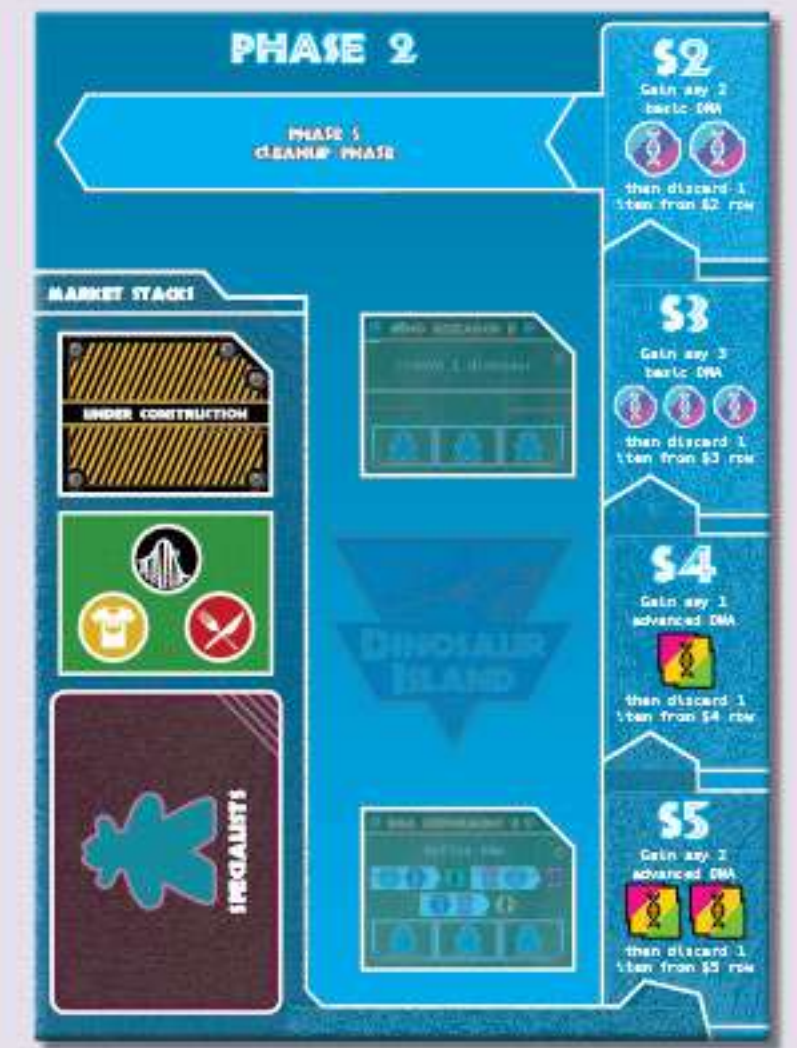 PHASE 2
PHASE 5
CLEANUP PHASE
MARKET STACKS
UNDER CONSTRUCTION
SPECIALISTS
DINOSAUR
ISLAND
$2
Gain any 2
basic DNA
then discard 1
item from $2 row
$3
Gain any 3
basic DNA
then discard 1
item from $3 row
$4
Gain any 1
advanced DNA
then discard 1
item from $4 row
$5
Gain any 2
advanced DNA
then discard 1
item from $5 row